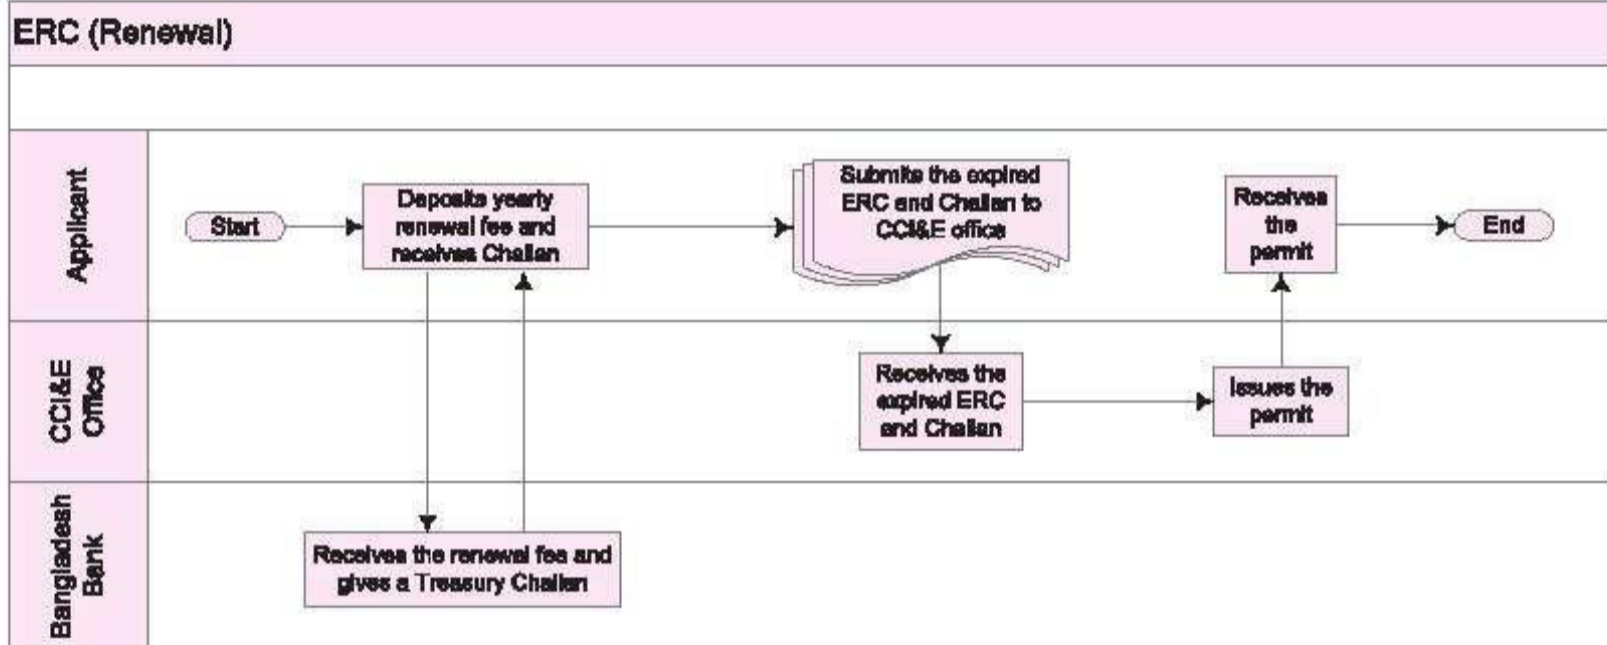 ERC (Renewal)
Applicant
Start
Deposits yearly
renewal fee and
receives Challan
Submits the expired
ERC and Challan to
CCI&E office
Receives
the
permit
End
CCI&E
Office
Receives the
expired ERC
and Challan
Issues the
permit
Bangladesh
Bank
Receives the renewal fee and
gives a Treasury Challan